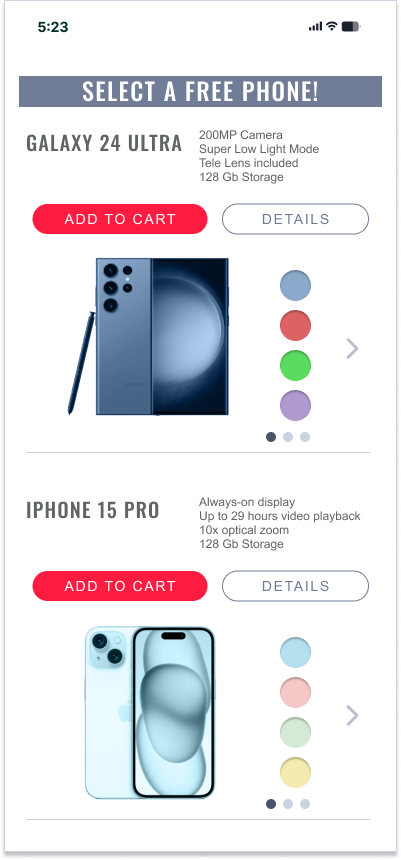 5:23
SELECT A FREE PHONE!
GALAXY 24 ULTRA
200MP Camera
Super Low Light Mode
Tele Lens included
128 Gb Storage
ADD TO CART
DETAILS
IPHONE 15 PRO
Always-on display
Up to 29 hours video playback
10x optical zoom
128 Gb Storage
ADD TO CART
DETAILS